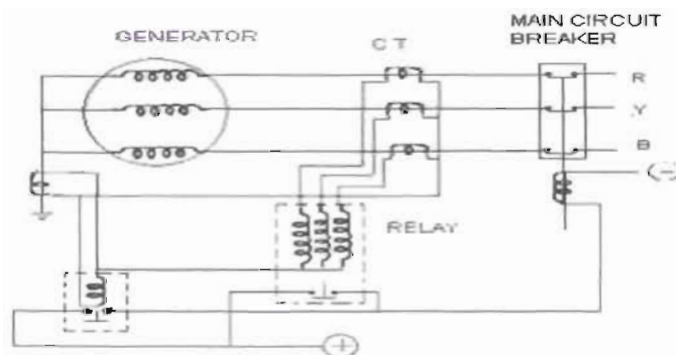 MAIN CIRCUIT
BREAKER
GENERATOR
C T
R
Y
B
(-)
RELAY
+